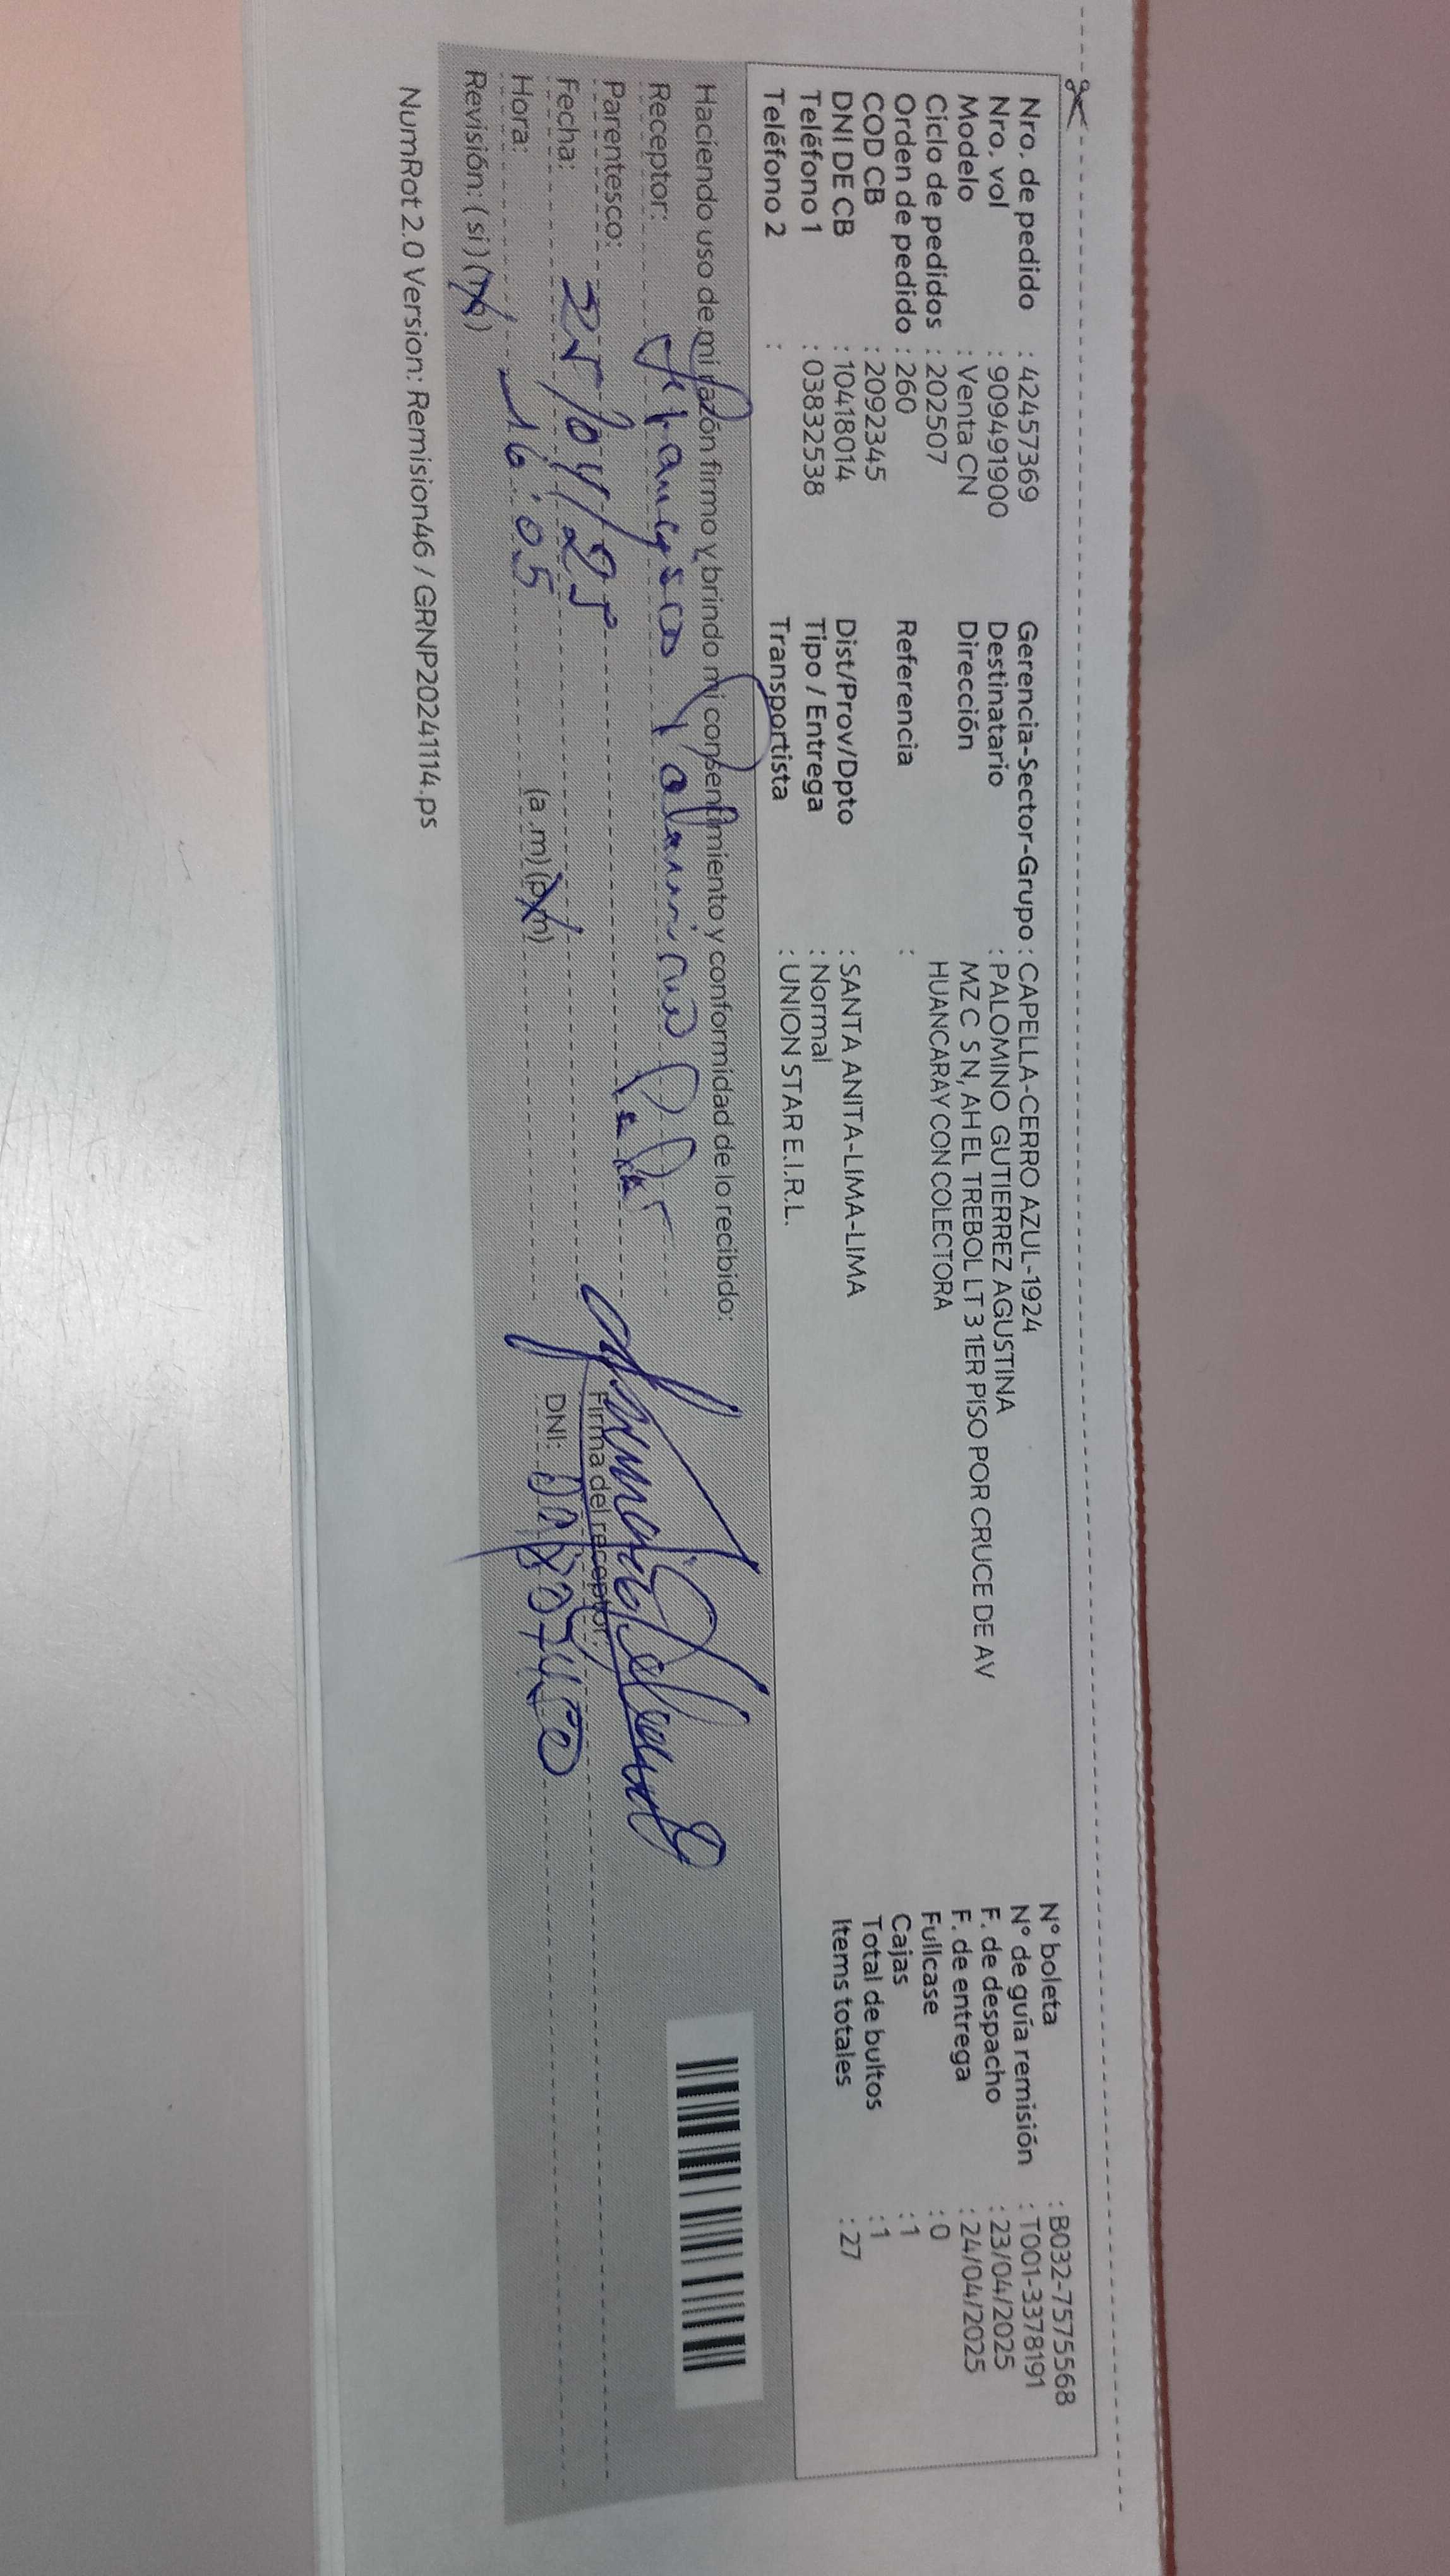 Nro. de pedido : 42457369
Nro. vol : 909491900
Modelo : Venta CN
Ciclo de pedidos : 202507
Orden de pedido : 260
COD CB : 2092345
DNI DE CB : 10418014
Teléfono 1 : 03832538
Teléfono 2 :
Gerencia-Sector-Grupo : CAPELLA-CERRO AZUL-1924
Destinatario : PALOMINO GUTIERREZ AGUSTINA
Dirección MZ C S N, AH EL TREBOL LT 3 1ER PISO POR CRUCE DE AV
HUANCARAY CON COLECTORA
Referencia :
Dist/Prov/Dpto : SANTA ANITA-LIMA-LIMA
Tipo / Entrega : Normal
Transportista : UNION STAR E.I.R.L.
N° boleta : B032-7575568
N° de guía remisión : T001-3378191
F. de despacho : 23/04/2025
F. de entrega : 24/04/2025
Fullcase : 0
Cajas : 1
Total de bultos : 1
Items totales : 27
Haciendo uso de mi razón firmo y brindo mi consentimiento y conformidad de lo recibido:
Receptor: Palomino
Parentesco:
Fecha: 25/04/25
Hora: 16:05 (a.m) (p.m)
Revisión: (si) (no)
Firma del receptor:
DNI:
NumRot 2.0 Version: Remision46 / GRNP20241114.ps